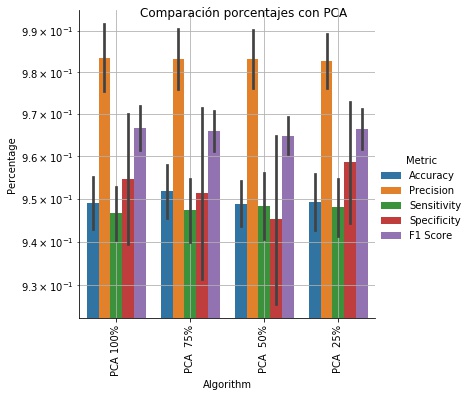 Comparación porcentajes con PCA
9.9 × 10⁻¹
9.8 × 10⁻¹
9.7 × 10⁻¹
9.6 × 10⁻¹
9.5 × 10⁻¹
9.4 × 10⁻¹
9.3 × 10⁻¹
Percentage
PCA 100%
PCA 75%
PCA 50%
PCA 25%
Algorithm
Metric
Accuracy
Precision
Sensitivity
Specificity
F1 Score